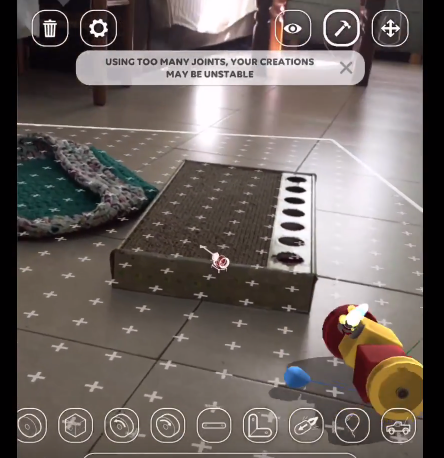 USING TOO MANY JOINTS, YOUR CREATIONS
MAY BE UNSTABLE